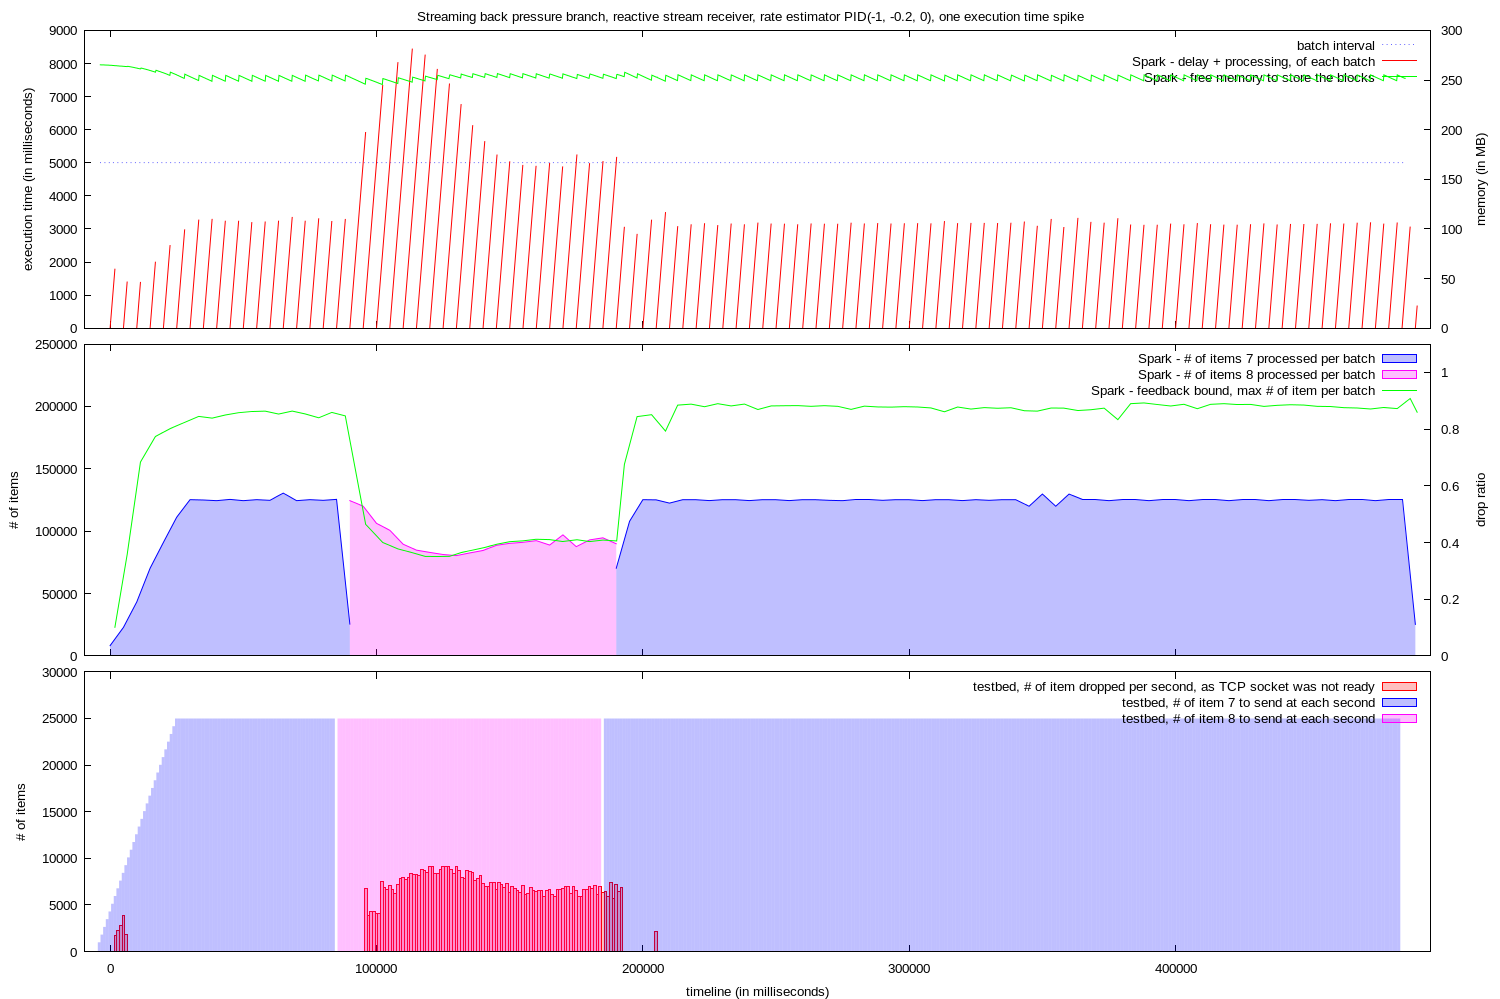 Streaming back pressure branch, reactive stream receiver, rate estimator PID(-1, -0.2, 0), one execution time spike
9000
8000
7000
6000
5000
4000
3000
2000
1000
0
execution time (in milliseconds)
300
250
200
150
100
50
0
memory (in MB)
batch interval
Spark - delay + processing, of each batch
Spark - free memory to store the blocks
250000
200000
150000
100000
50000
0
# of items
1
0.8
0.6
0.4
0.2
0
drop ratio
Spark - # of items 7 processed per batch
Spark - # of items 8 processed per batch
Spark - feedback bound, max # of item per batch
30000
25000
20000
15000
10000
5000
0
# of items
testbed, # of item dropped per second, as TCP socket was not ready
testbed, # of item 7 to send at each second
testbed, # of item 8 to send at each second
0 100000 200000 300000 400000
timeline (in milliseconds)